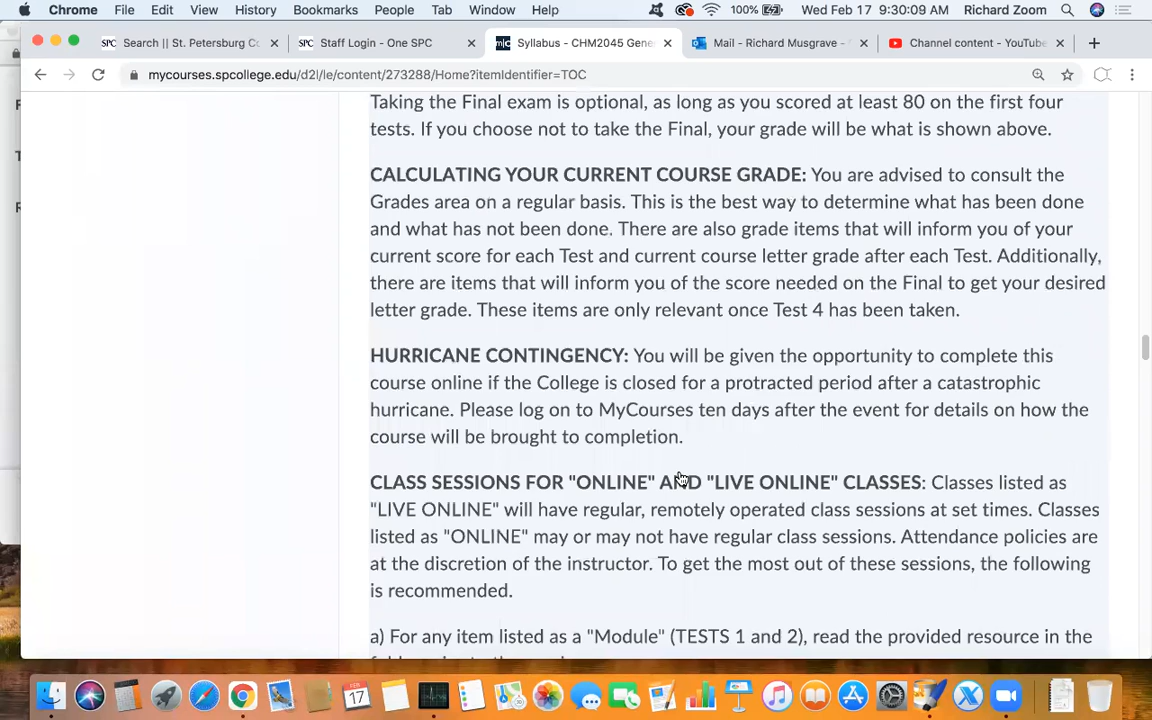 Chrome File Edit View History Bookmarks People Tab Window Help 100% Wed Feb 17 9:30:09 AM Richard Zoom
SPC Search || St. Petersburg Co × SPC Staff Login - One SPC × Syllabus - CHM2045 Gene × Mail - Richard Musgrave - × Channel content - YouTube ×
mycourses.spcollege.edu/d2l/le/content/273288/Home?itemIdentifier=TOC
Taking the Final exam is optional, as long as you scored at least 80 on the first four
tests. If you choose not to take the Final, your grade will be what is shown above.
CALCULATING YOUR CURRENT COURSE GRADE: You are advised to consult the
Grades area on a regular basis. This is the best way to determine what has been done
and what has not been done. There are also grade items that will inform you of your
current score for each Test and current course letter grade after each Test. Additionally,
there are items that will inform you of the score needed on the Final to get your desired
letter grade. These items are only relevant once Test 4 has been taken.
HURRICANE CONTINGENCY: You will be given the opportunity to complete this
course online if the College is closed for a protracted period after a catastrophic
hurricane. Please log on to MyCourses ten days after the event for details on how the
course will be brought to completion.
CLASS SESSIONS FOR "ONLINE" AND "LIVE ONLINE" CLASSES: Classes listed as
"LIVE ONLINE" will have regular, remotely operated class sessions at set times. Classes
listed as "ONLINE" may or may not have regular class sessions. Attendance policies are
at the discretion of the instructor. To get the most out of these sessions, the following
is recommended.
a) For any item listed as a "Module" (TESTS 1 and 2), read the provided resource in the